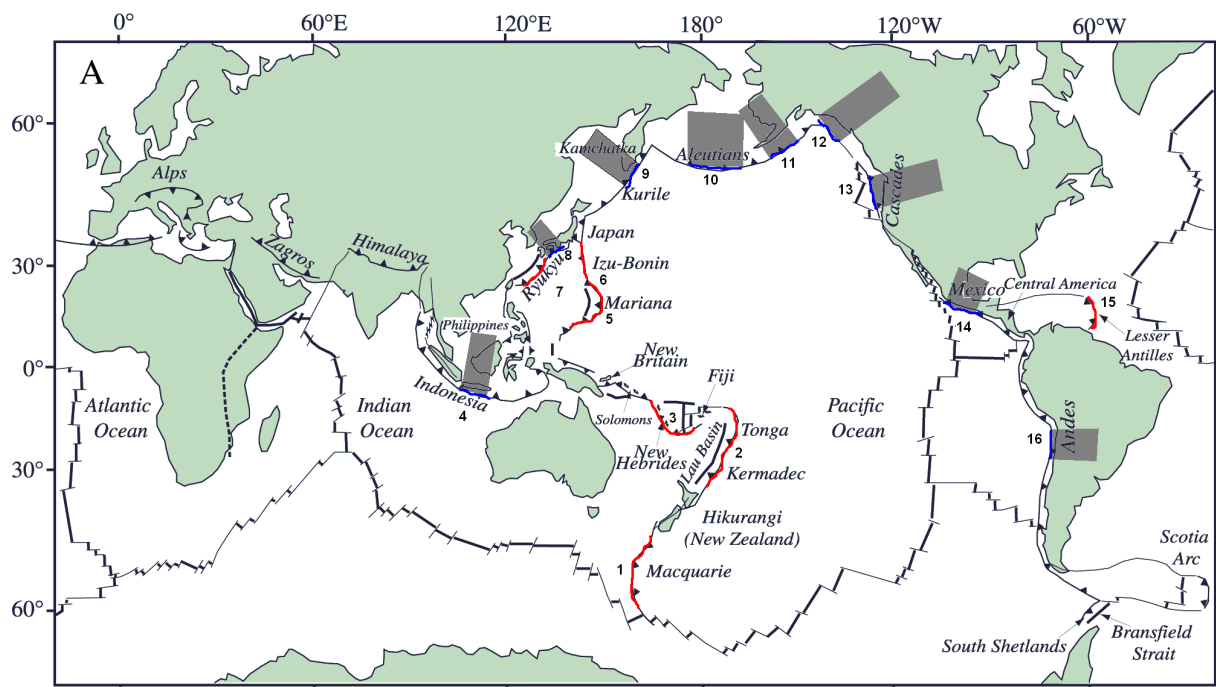 0°
60°E
120°E
180°
120°W
60°W
A
60°
30°
0°
30°
60°
Alps
Zagros
Himalaya
Kamchatka
9
Kurile
Aleutians
10
11
12
13
Cascades
Japan
8
Ryukyu
7
Izu-Bonin
6
Mariana
5
Philippines
Mexico
14
Central America
15
Lesser
Antilles
Indonesia
4
New
Britain
Solomons
Fiji
3
New
Hebrides
Lau Basin
Tonga
2
Kermadec
Hikurangi
(New Zealand)
1
Macquarie
Atlantic
Ocean
Indian
Ocean
Pacific
Ocean
16
Andes
Scotia
Arc
South Shetlands
Bransfield
Strait